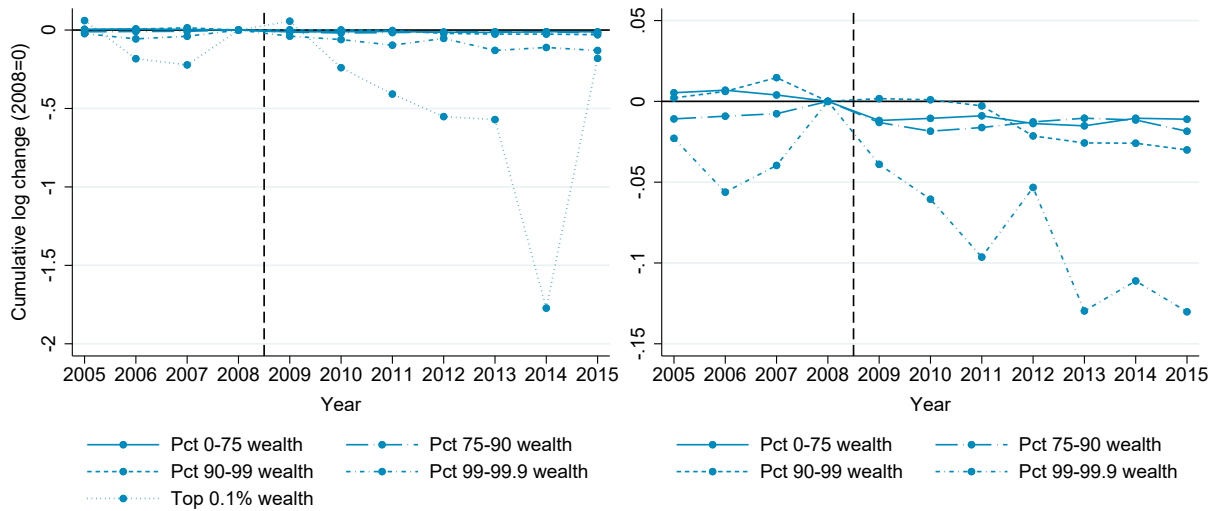 Cumulative log change (2008=0)
0
-.5
-1
-1.5
-2
2005 2006 2007 2008 2009 2010 2011 2012 2013 2014 2015
Year
Pct 0-75 wealth Pct 75-90 wealth
Pct 90-99 wealth Pct 99-99.9 wealth
Top 0.1% wealth
.05
0
-.05
-.1
-.15
2005 2006 2007 2008 2009 2010 2011 2012 2013 2014 2015
Year
Pct 0-75 wealth Pct 75-90 wealth
Pct 90-99 wealth Pct 99-99.9 wealth